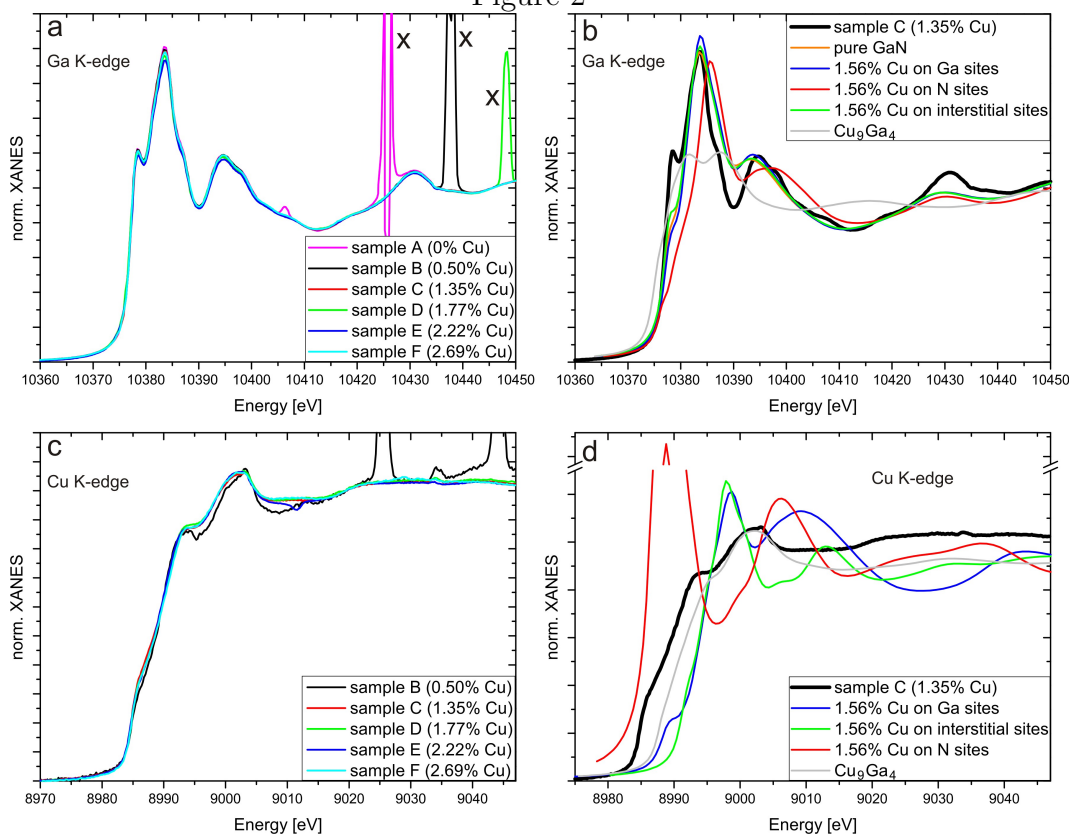 Figure 2
a
Ga K-edge
x
x
x
norm. XANES
sample A (0% Cu)
sample B (0.50% Cu)
sample C (1.35% Cu)
sample D (1.77% Cu)
sample E (2.22% Cu)
sample F (2.69% Cu)
10360 10370 10380 10390 10400 10410 10420 10430 10440 10450
Energy [eV]
b
Ga K-edge
norm. XANES
sample C (1.35% Cu)
pure GaN
1.56% Cu on Ga sites
1.56% Cu on N sites
1.56% Cu on interstitial sites
Cu₉Ga₄
10360 10370 10380 10390 10400 10410 10420 10430 10440 10450
Energy [eV]
c
Cu K-edge
norm. XANES
sample B (0.50% Cu)
sample C (1.35% Cu)
sample D (1.77% Cu)
sample E (2.22% Cu)
sample F (2.69% Cu)
8970 8980 8990 9000 9010 9020 9030 9040
Energy [eV]
d
Cu K-edge
norm. XANES
sample C (1.35% Cu)
1.56% Cu on Ga sites
1.56% Cu on interstitial sites
1.56% Cu on N sites
Cu₉Ga₄
8980 8990 9000 9010 9020 9030 9040
Energy [eV]